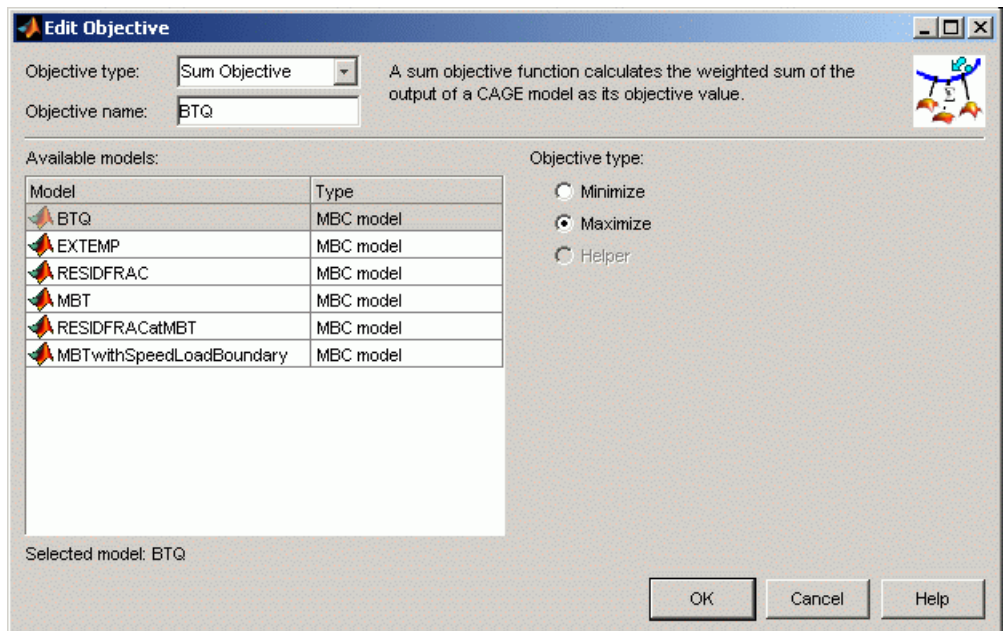 Edit Objective
Objective type: Sum Objective
A sum objective function calculates the weighted sum of the
output of a CAGE model as its objective value.
Objective name: BTQ
Σ
Available models:
Objective type:
Model Type
BTQ MBC model
EXTEMP MBC model
RESIDFRAC MBC model
MBT MBC model
RESIDFRACatMBT MBC model
MBTwithSpeedLoadBoundary MBC model
Minimize
Maximize
Helper
Selected model: BTQ
OK Cancel Help